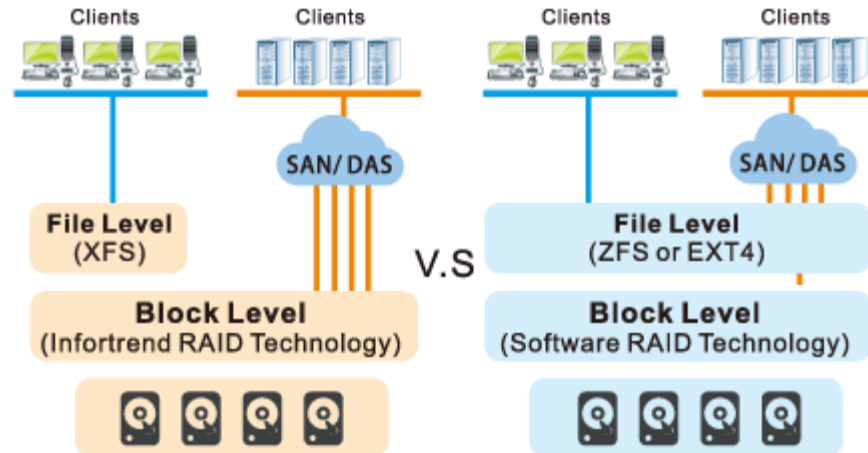 Clients
Clients
Clients
Clients
SAN/ DAS
SAN/ DAS
File Level
(XFS)
V.S
File Level
(ZFS or EXT4)
Block Level
(Infortrend RAID Technology)
Block Level
(Software RAID Technology)